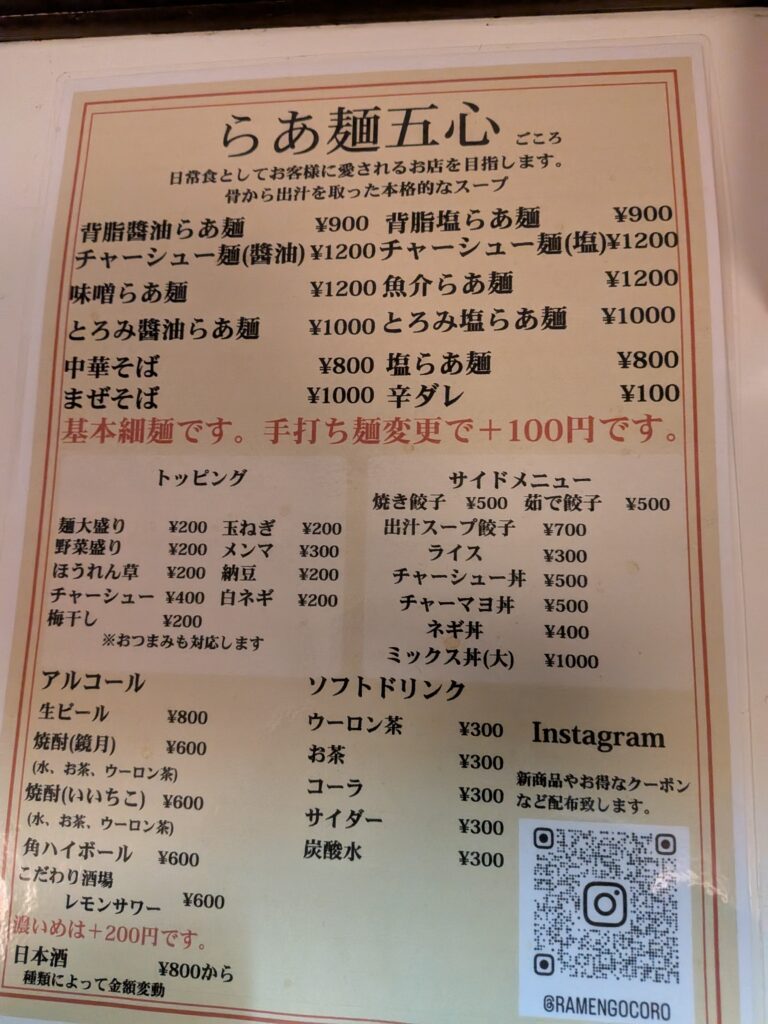 らあ麺五心 ごころ
日常食としてお客様に愛されるお店を目指します。
骨から出汁を取った本格的なスープ
背脂醬油らあ麺 ¥900 背脂塩らあ麺 ¥900
チャーシュー麺(醬油) ¥1200 チャーシュー麺(塩) ¥1200
味噌らあ麺 ¥1200 魚介らあ麺 ¥1200
とろみ醬油らあ麺 ¥1000 とろみ塩らあ麺 ¥1000
中華そば ¥800 塩らあ麺 ¥800
まぜそば ¥1000 辛ダレ ¥100
基本細麺です。手打ち麺変更で＋100円です。
トッピング
麺大盛り ¥200 玉ねぎ ¥200
野菜盛り ¥200 メンマ ¥300
ほうれん草 ¥200 納豆 ¥200
チャーシュー ¥400 白ネギ ¥200
梅干し ¥200
※おつまみも対応します
サイドメニュー
焼き餃子 ¥500 茹で餃子 ¥500
出汁スープ餃子 ¥700
ライス ¥300
チャーシュー丼 ¥500
チャーマヨ丼 ¥500
ネギ丼 ¥400
ミックス丼(大) ¥1000
アルコール
生ビール ¥800
焼酎(鏡月) ¥600
(水、お茶、ウーロン茶)
焼酎(いいちこ) ¥600
(水、お茶、ウーロン茶)
角ハイボール ¥600
こだわり酒場
レモンサワー ¥600
濃いめは＋200円です。
日本酒 ¥800から
種類によって金額変動
ソフトドリンク
ウーロン茶 ¥300
お茶 ¥300
コーラ ¥300
サイダー ¥300
炭酸水 ¥300
Instagram
新商品やお得なクーポン
など配布致します。
@RAMENGOCORO